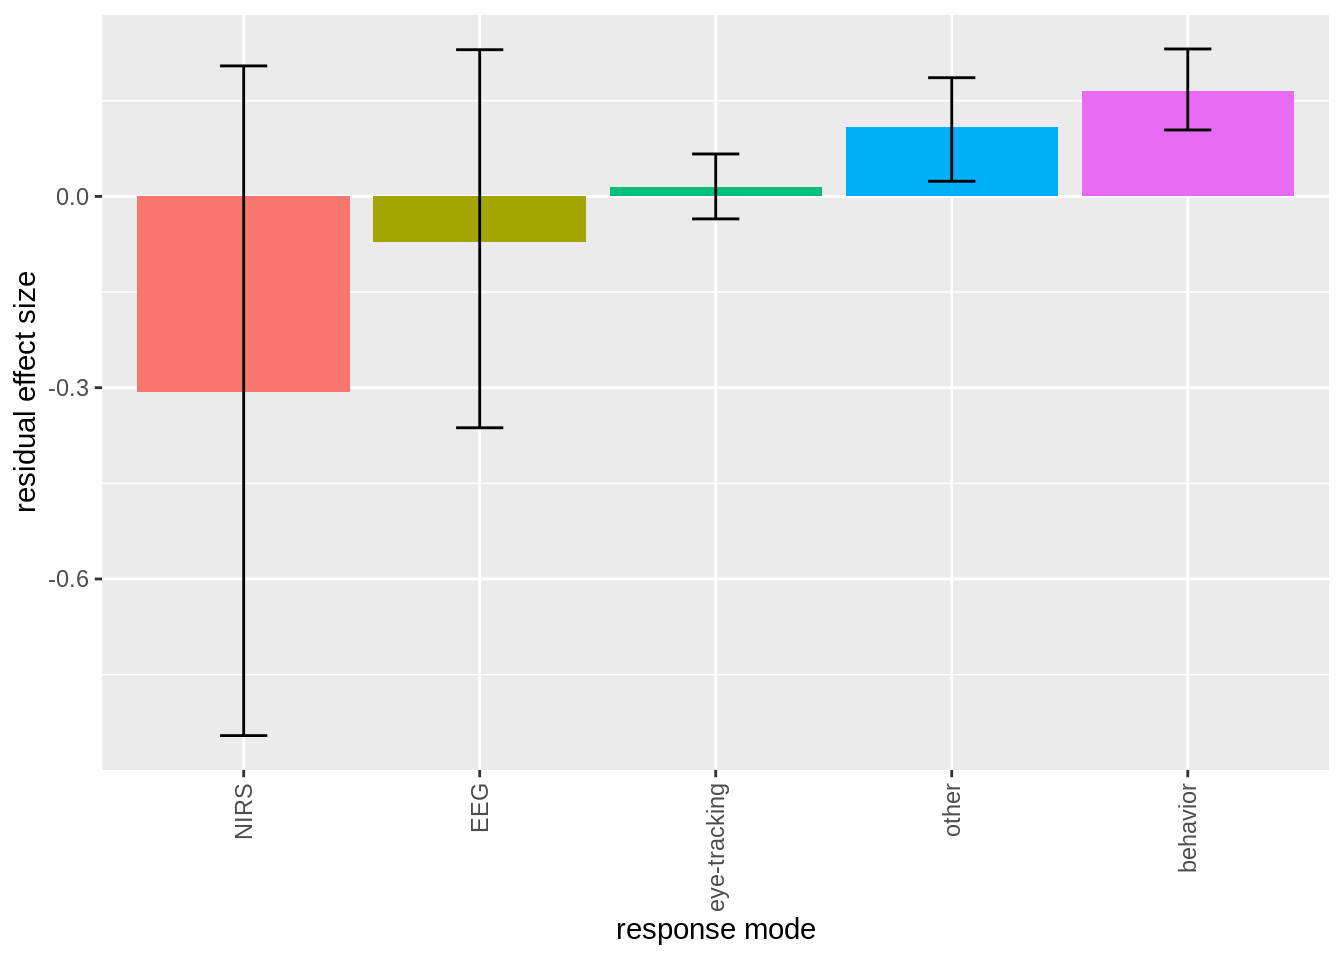 residual effect size
0.0
-0.3
-0.6
NIRS
EEG
eye-tracking
other
behavior
response mode